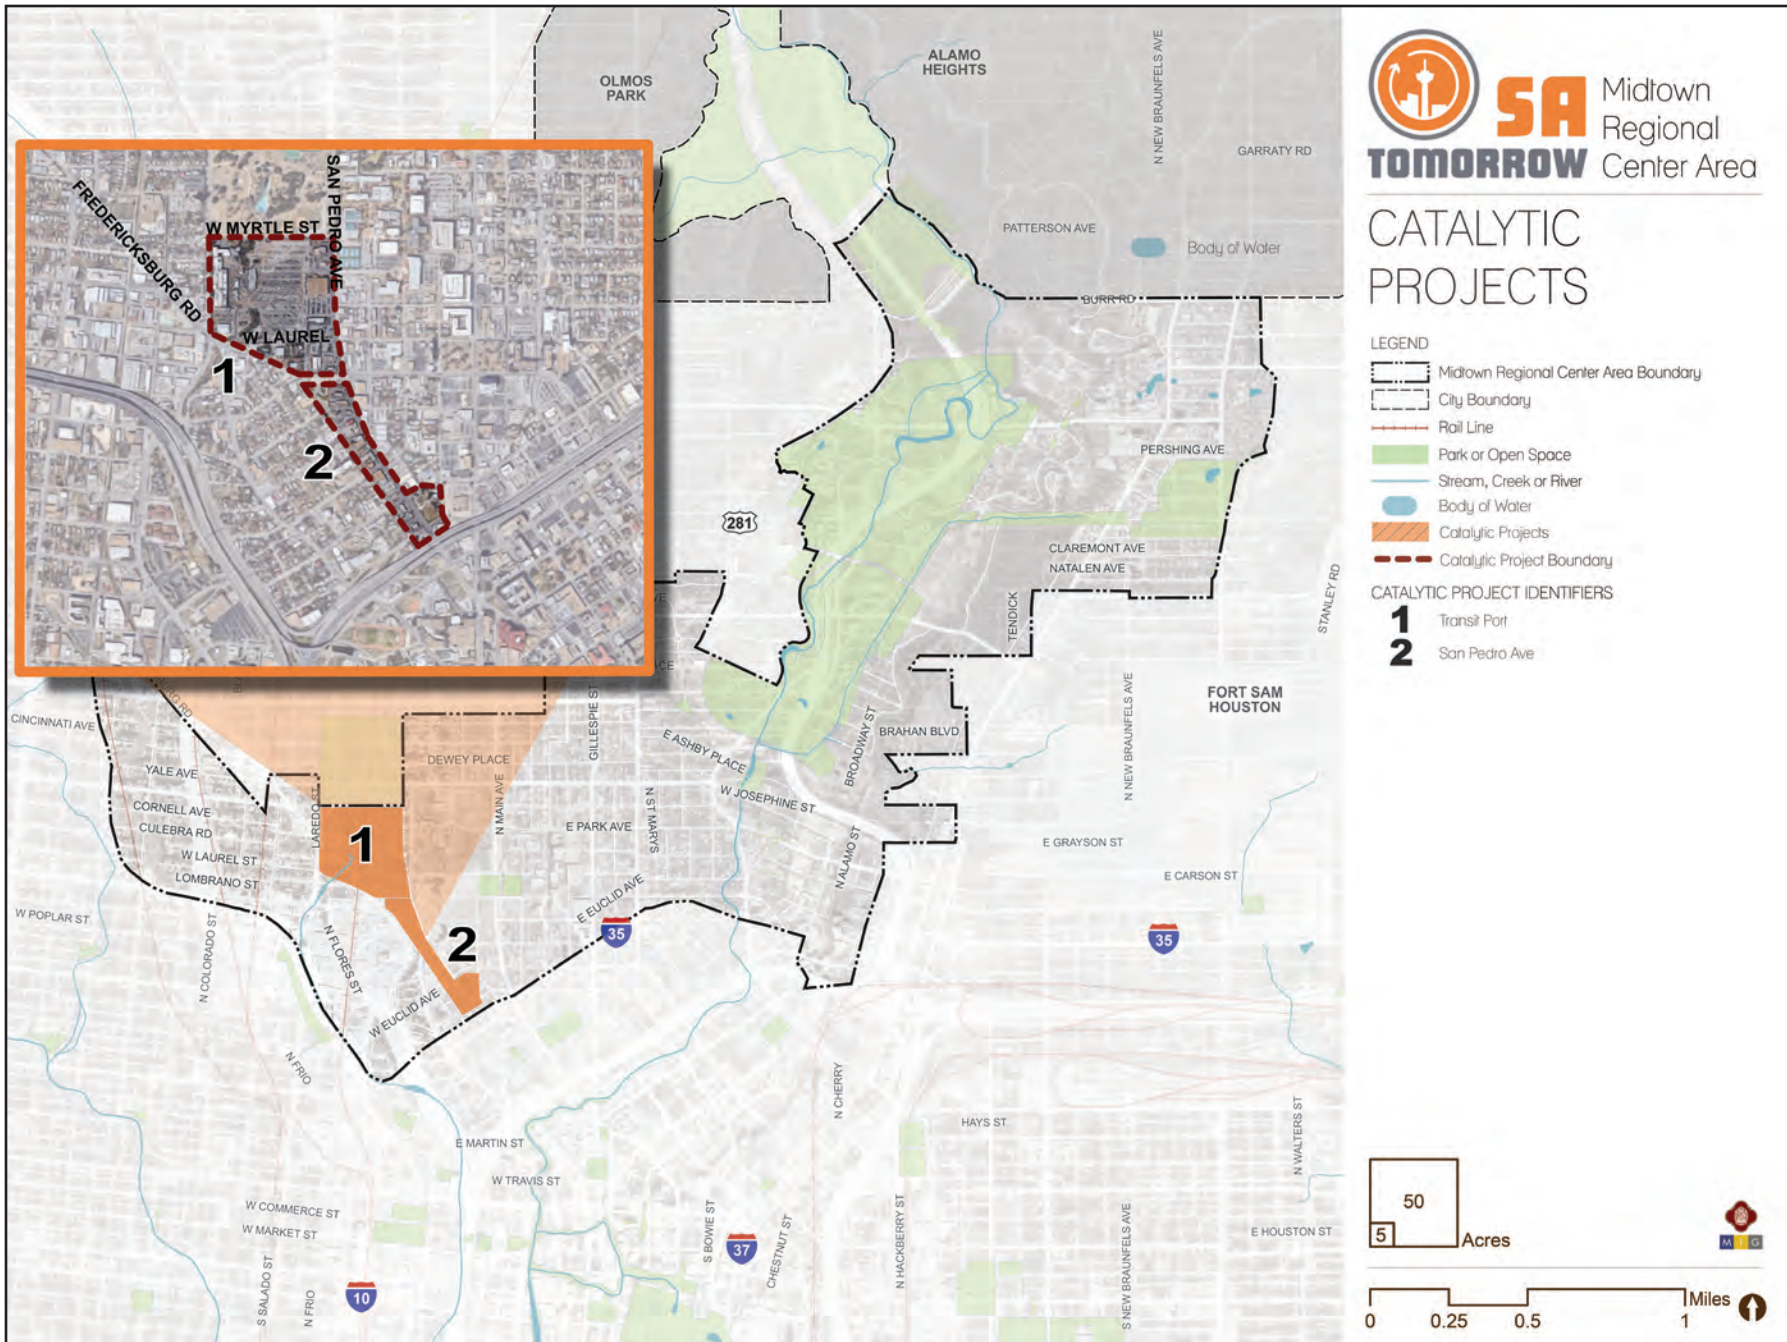 SA
TOMORROW
Midtown
Regional
Center Area
CATALYTIC
PROJECTS
LEGEND
Midtown Regional Center Area Boundary
City Boundary
Rail Line
Park or Open Space
Stream, Creek or River
Body of Water
Catalytic Projects
Catalytic Project Boundary
CATALYTIC PROJECT IDENTIFIERS
1 Transit Port
2 San Pedro Ave
50
5
Acres
Miles
0 0.25 0.5 1
MIG
OLMOS
PARK
ALAMO
HEIGHTS
N NEW BRAUNFELS AVE
GARRATY RD
PATTERSON AVE
Body of Water
BURR RD
PERSHING AVE
281
CLAREMONT AVE
NATALEN AVE
TENDICK
STANLEY RD
FORT SAM
HOUSTON
FREDERICKSBURG RD
W MYRTLE ST
SAN PEDRO AVE
W LAUREL
1
2
CINCINNATI AVE
YALE AVE
CORNELL AVE
CULEBRA RD
W LAUREL ST
LOMBRANO ST
W POPLAR ST
N COLORADO ST
LAREDO ST
DEWEY PLACE
N MAIN AVE
GILLESPIE ST
E ASHBY PLACE
W JOSEPHINE ST
BROADWAY ST
BRAHAN BLVD
N NEW BRAUNFELS AVE
E PARK AVE
N ST MARYS
N ALAMO ST
E GRAYSON ST
E CARSON ST
1
2
E EUCLID AVE
35
35
N FLORES ST
W EUCLID AVE
N FRIO
N CHERRY
HAYS ST
N WALTERS ST
E MARTIN ST
W TRAVIS ST
W COMMERCE ST
W MARKET ST
S SALADO ST
N FRIO
10
S BOWIE ST
37
CHESTNUT ST
N HACKBERRY ST
S NEW BRAUNFELS AVE
E HOUSTON ST